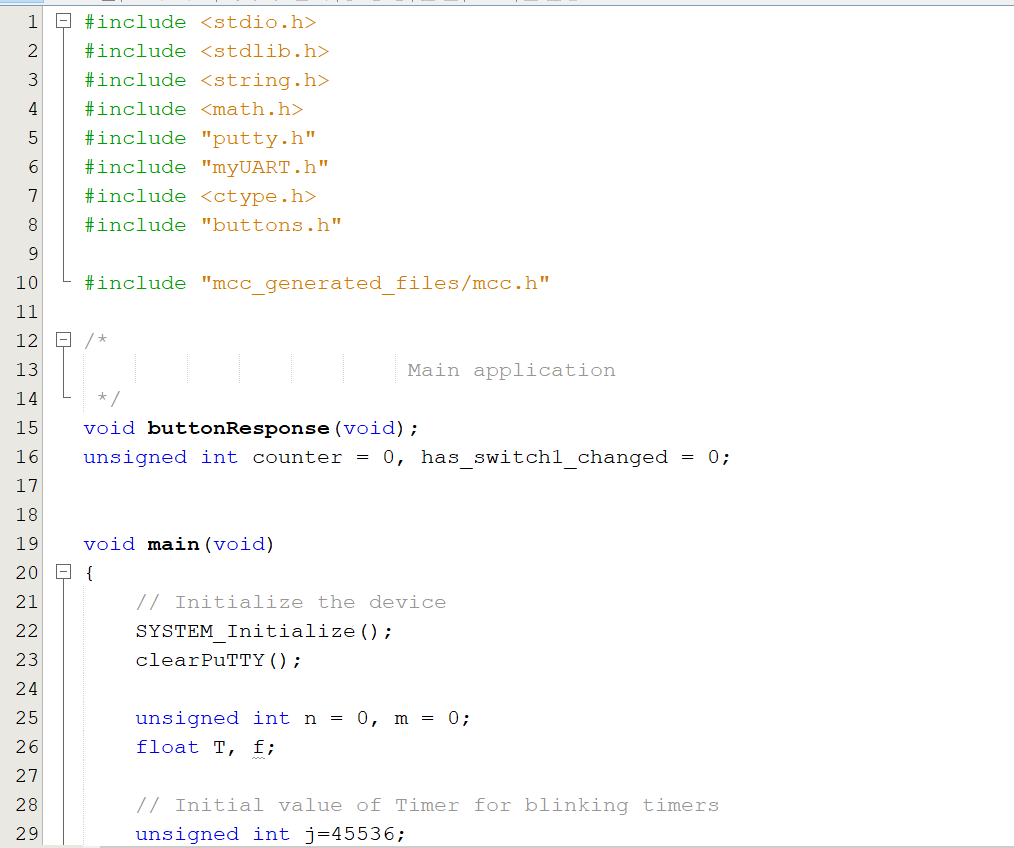 1 #include <stdio.h>
2 #include <stdlib.h>
3 #include <string.h>
4 #include <math.h>
5 #include "putty.h"
6 #include "myUART.h"
7 #include <ctype.h>
8 #include "buttons.h"
9
10 #include "mcc_generated_files/mcc.h"
11
12 /*
13 Main application
14 */
15 void buttonResponse(void);
16 unsigned int counter = 0, has_switch1_changed = 0;
17
18
19 void main(void)
20 {
21 // Initialize the device
22 SYSTEM_Initialize();
23 clearPuTTY();
24
25 unsigned int n = 0, m = 0;
26 float T, f;
27
28 // Initial value of Timer for blinking timers
29 unsigned int j=45536;